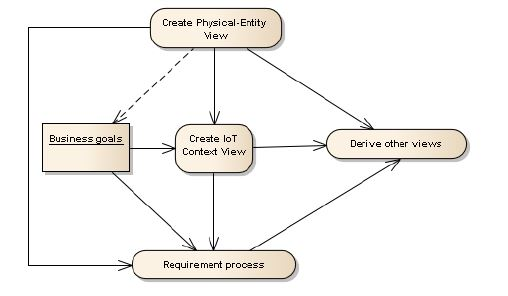 Create Physical-Entity
View
Business goals
Create IoT
Context View
Derive other views
Requirement process